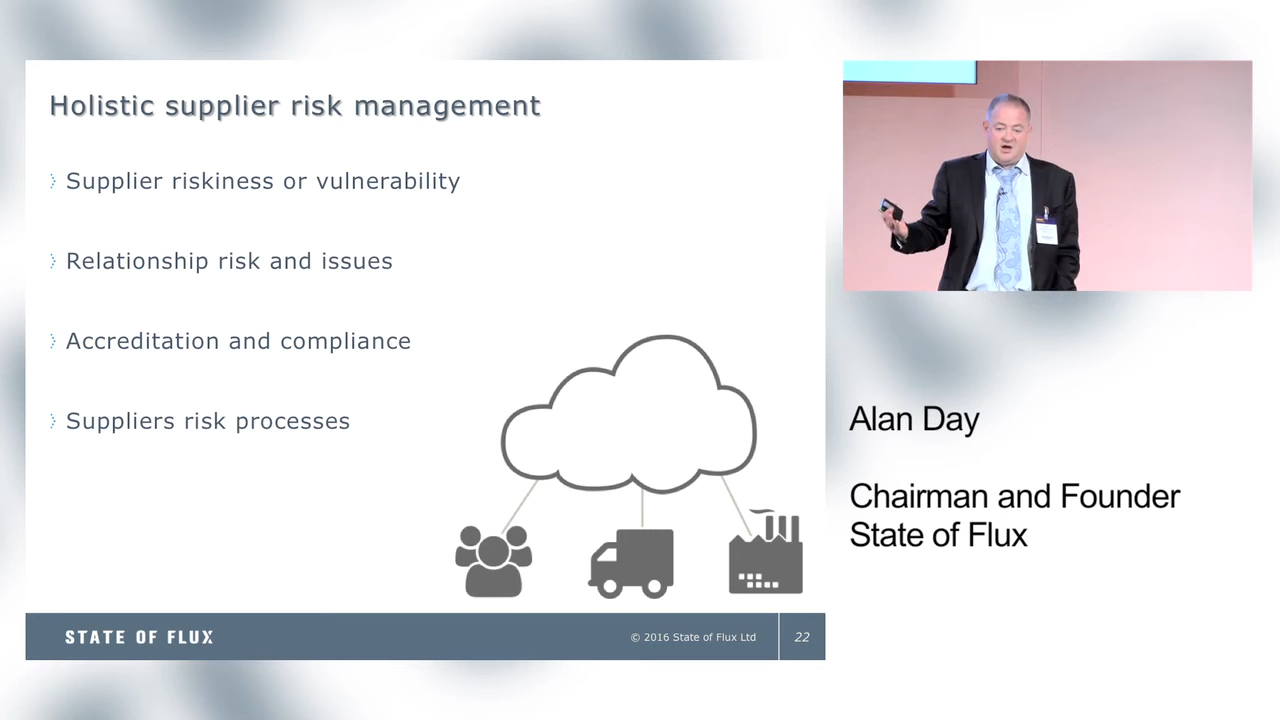 Holistic supplier risk management
Supplier riskiness or vulnerability
Relationship risk and issues
Accreditation and compliance
Suppliers risk processes
STATE OF FLUX
© 2016 State of Flux Ltd
22
Alan Day
Chairman and Founder
State of Flux